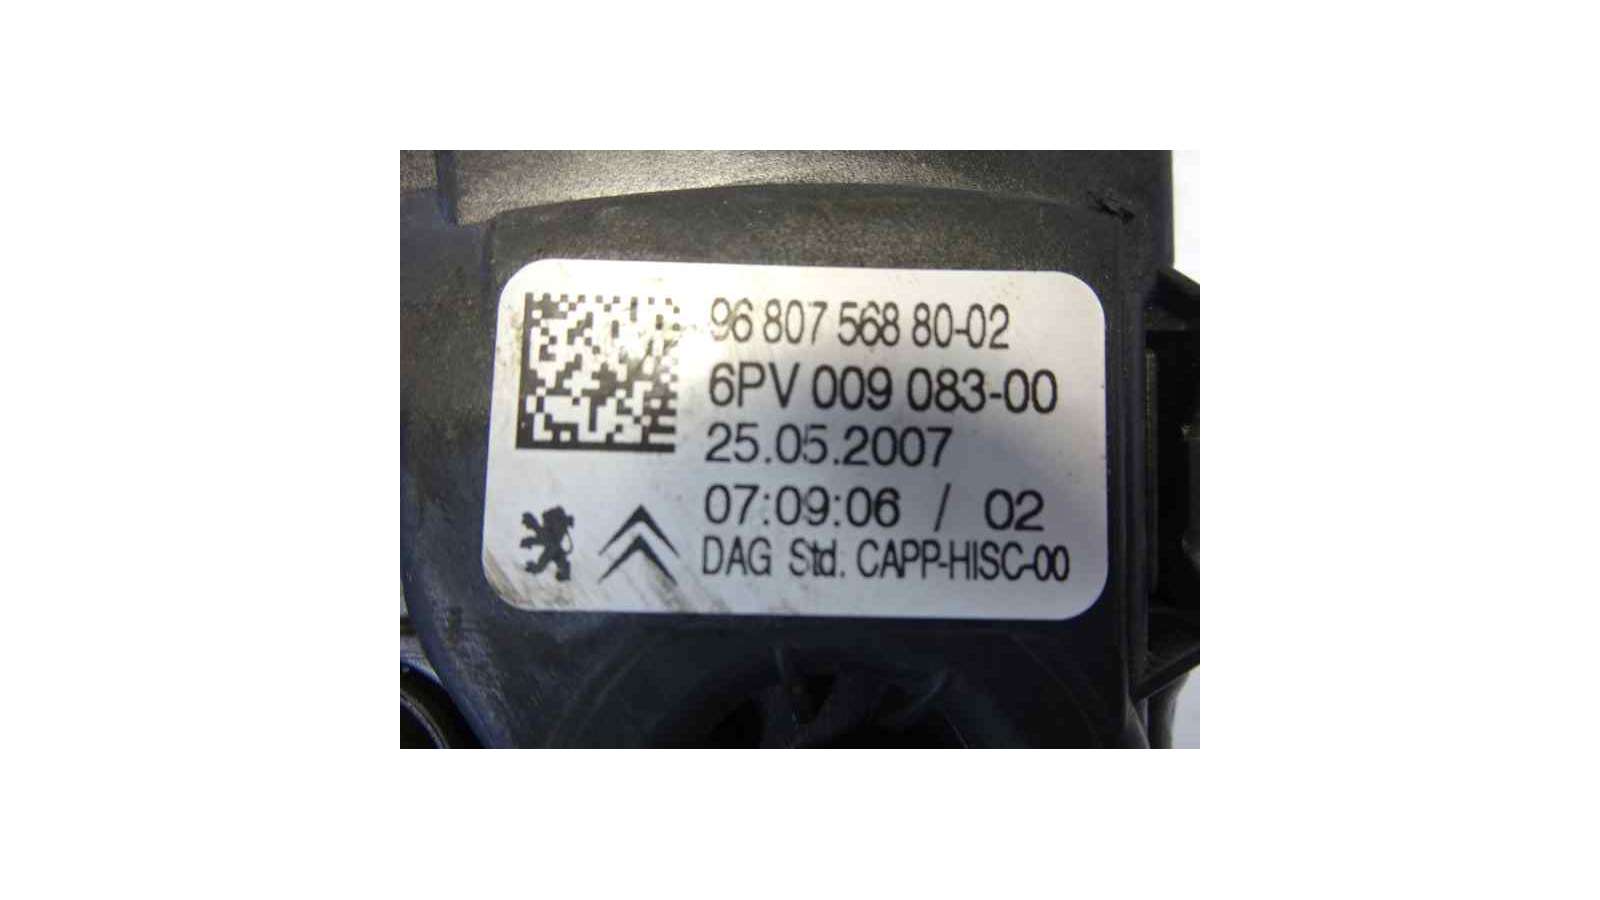 96 807 568 80-02
6PV 009 083-00
25.05.2007
07:09:06 / 02
DAG Std. CAPP-HISC-00